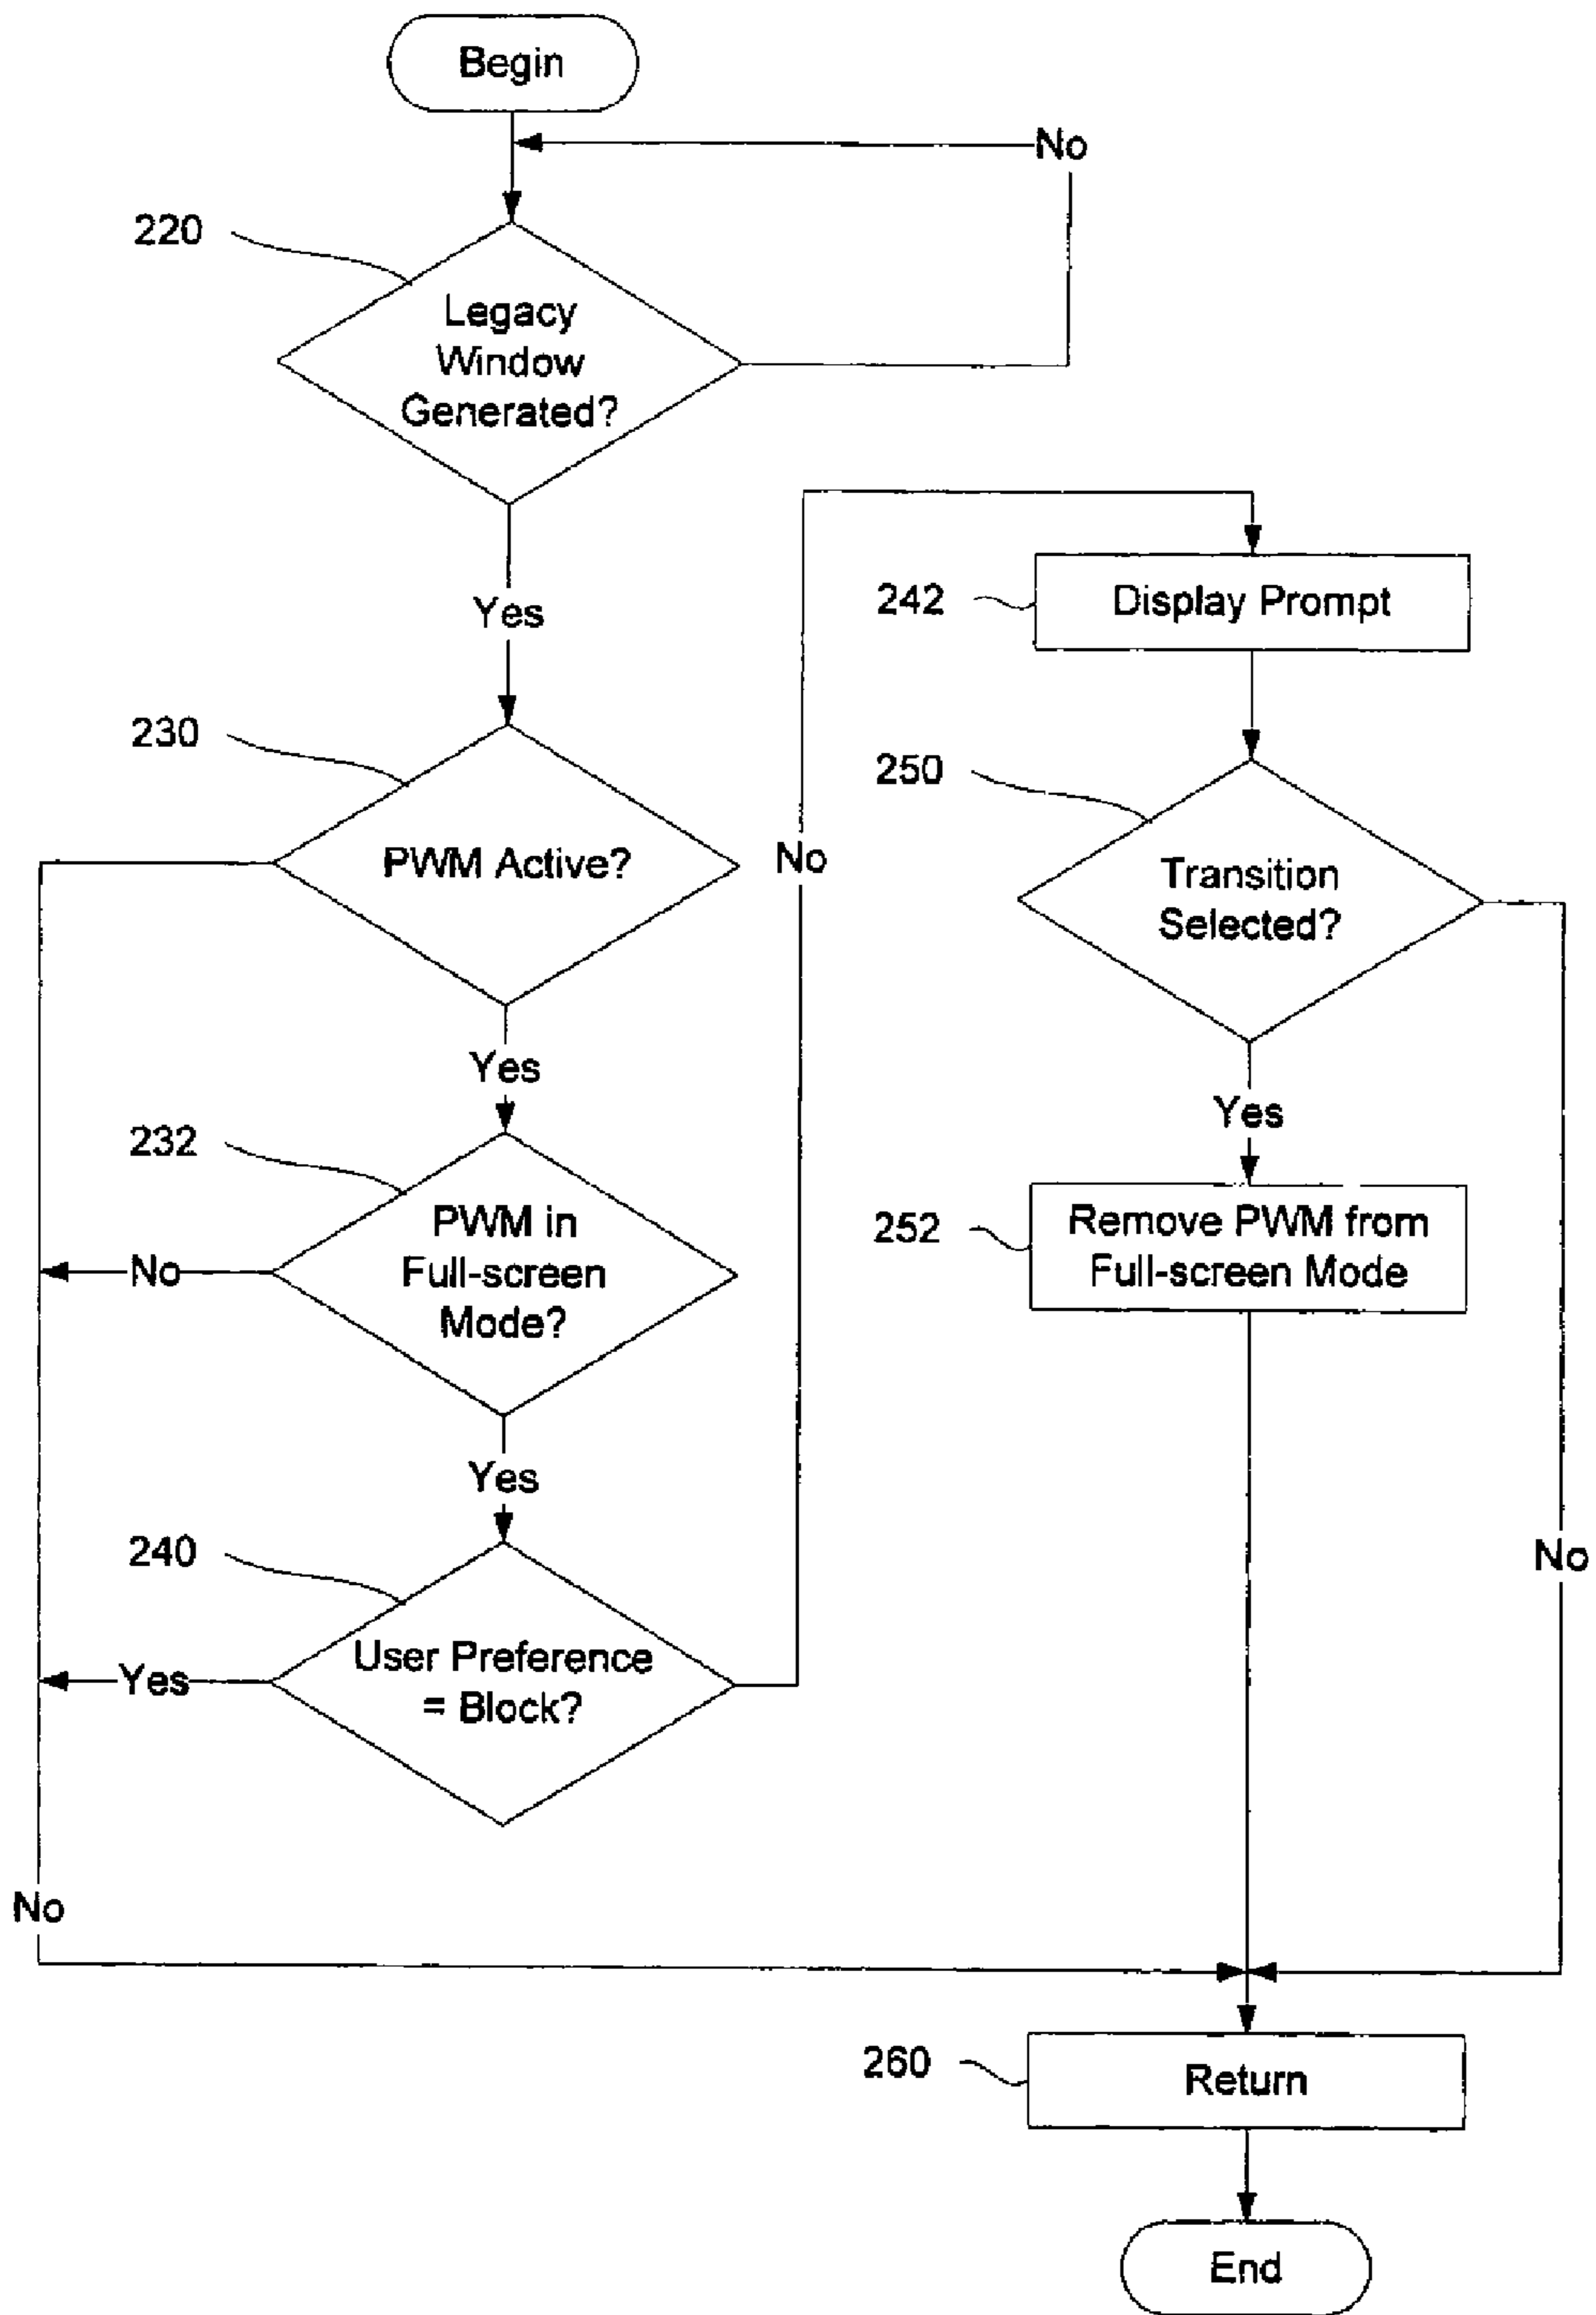 Begin
No
220
Legacy
Window
Generated?
Yes
230
PWM Active?
Yes
232
PWM in
Full-screen
Mode?
No
Yes
240
User Preference
= Block?
Yes
No
No
242
Display Prompt
250
Transition
Selected?
Yes
252
Remove PWM from
Full-screen Mode
No
260
Return
End